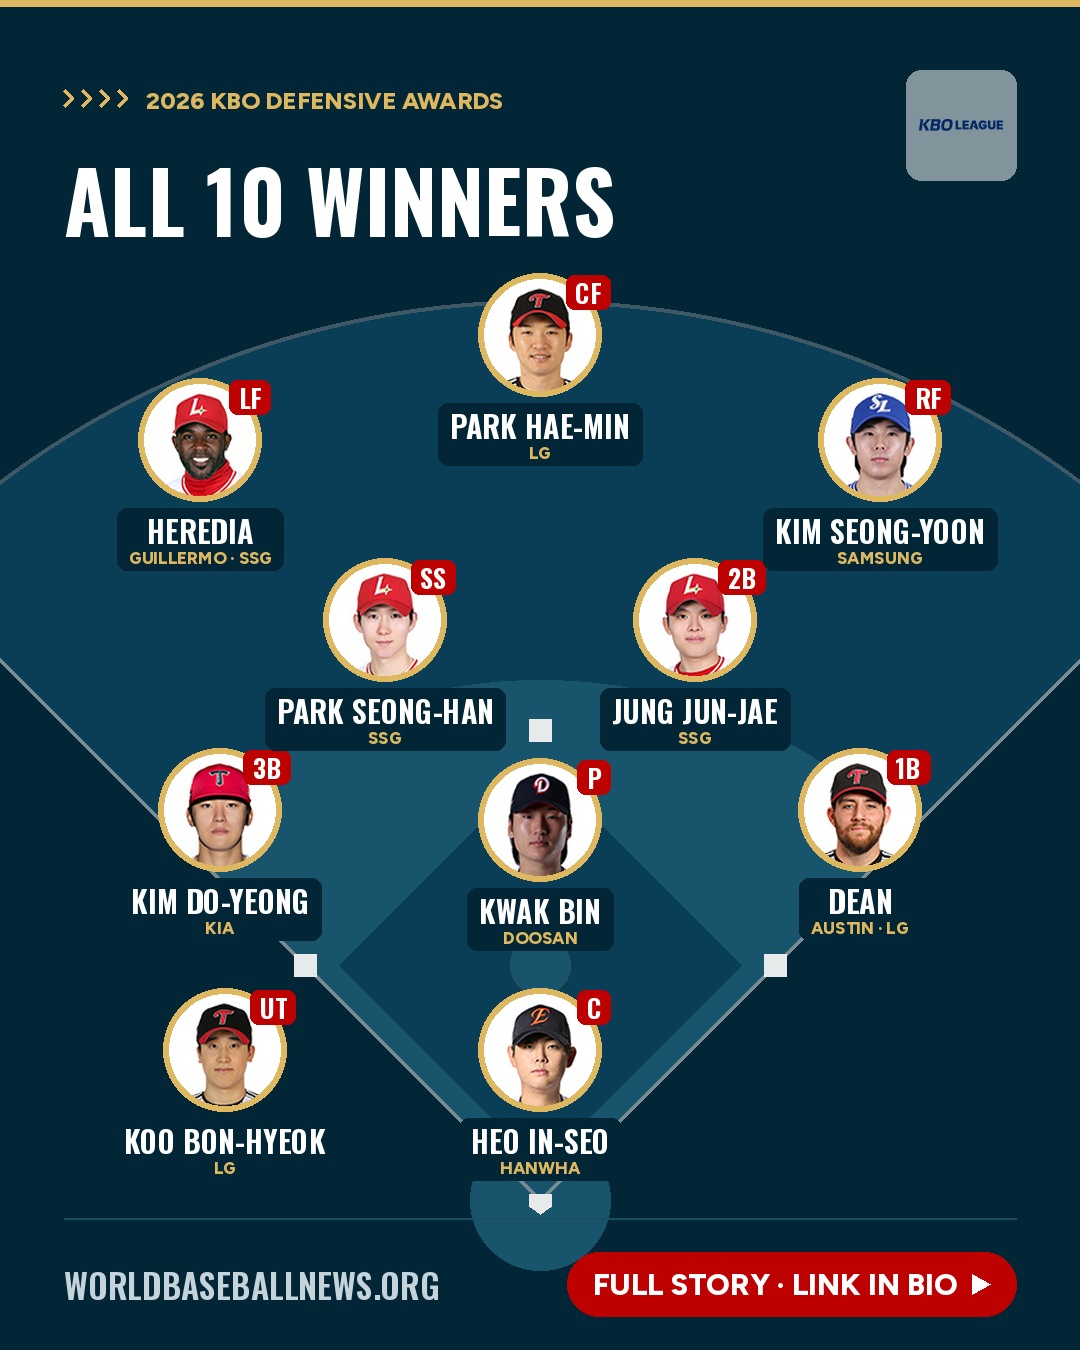 2026 KBO DEFENSIVE AWARDS
KBO LEAGUE
ALL 10 WINNERS
CF
PARK HAE-MIN
LG
LF
HEREDIA
GUILLERMO · SSG
RF
KIM SEONG-YOON
SAMSUNG
SS
PARK SEONG-HAN
SSG
2B
JUNG JUN-JAE
SSG
3B
KIM DO-YEONG
KIA
P
KWAK BIN
DOOSAN
1B
DEAN
AUSTIN · LG
UT
KOO BON-HYEOK
LG
C
HEO IN-SEO
HANWHA
WORLDBASEBALLNEWS.ORG
FULL STORY · LINK IN BIO ▶